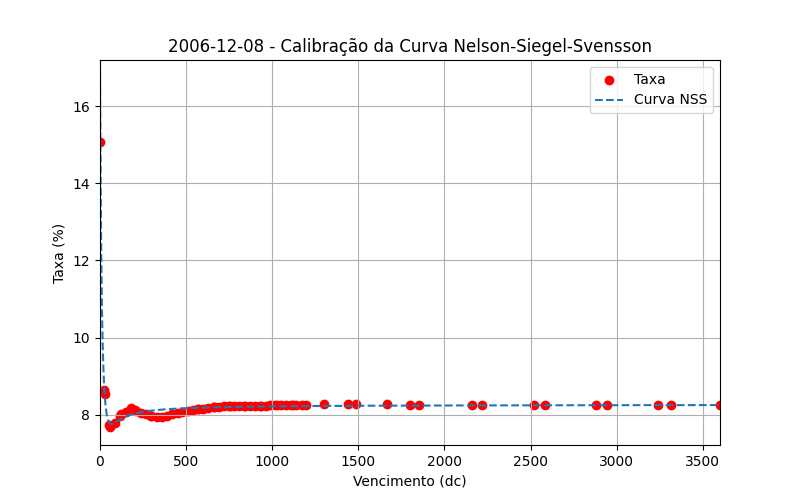 2006-12-08 - Calibração da Curva Nelson-Siegel-Svensson
Taxa
Curva NSS
Taxa (%)
16
14
12
10
8
0 500 1000 1500 2000 2500 3000 3500
Vencimento (dc)